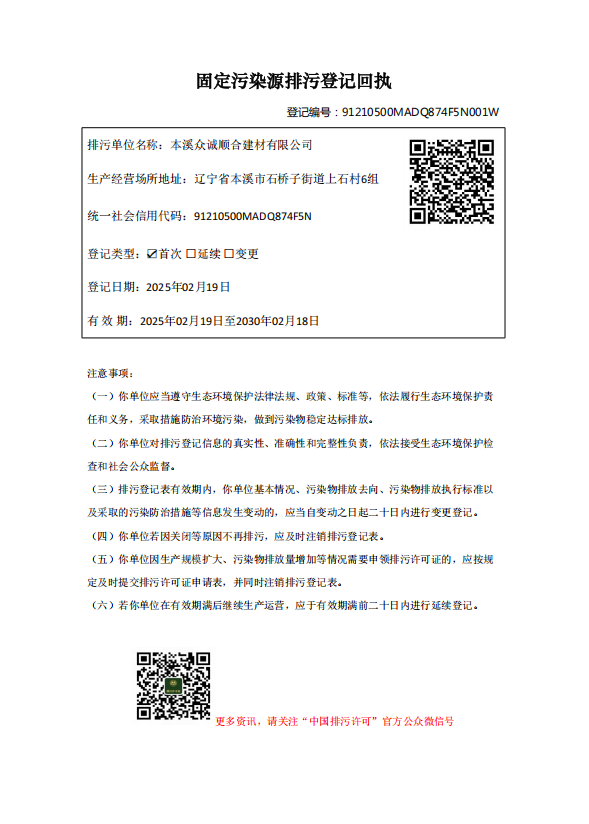 固定污染源排污登记回执
登记编号：91210500MADQ874F5N001W
排污单位名称：本溪众诚顺合建材有限公司
生产经营场所地址：辽宁省本溪市石桥子街道上石村6组
统一社会信用代码：91210500MADQ874F5N
登记类型：☑首次 □延续 □变更
登记日期：2025年02月19日
有 效 期：2025年02月19日至2030年02月18日
注意事项：
（一）你单位应当遵守生态环境保护法律法规、政策、标准等，依法履行生态环境保护责
任和义务，采取措施防治环境污染，做到污染物稳定达标排放。
（二）你单位对排污登记信息的真实性、准确性和完整性负责，依法接受生态环境保护检
查和社会公众监督。
（三）排污登记表有效期内，你单位基本情况、污染物排放去向、污染物排放执行标准以
及采取的污染防治措施等信息发生变动的，应当自变动之日起二十日内进行变更登记。
（四）你单位若因关闭等原因不再排污，应及时注销排污登记表。
（五）你单位因生产规模扩大、污染物排放量增加等情况需要申领排污许可证的，应按规
定及时提交排污许可证申请表，并同时注销排污登记表。
（六）若你单位在有效期满后继续生产运营，应于有效期满前二十日内进行延续登记。
更多资讯，请关注“中国排污许可”官方公众微信号